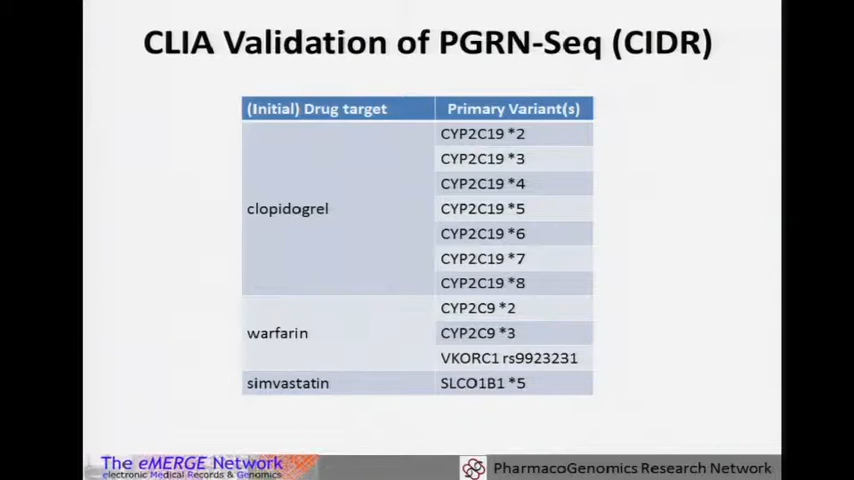 CLIA Validation of PGRN-Seq (CIDR)
(Initial) Drug target Primary Variant(s)
clopidogrel
CYP2C19 *2
CYP2C19 *3
CYP2C19 *4
CYP2C19 *5
CYP2C19 *6
CYP2C19 *7
CYP2C19 *8
warfarin
CYP2C9 *2
CYP2C9 *3
VKORC1 rs9923231
simvastatin
SLCO1B1 *5
The eMERGE Network
electronic Medical Records & Genomics
PharmacoGenomics Research Network